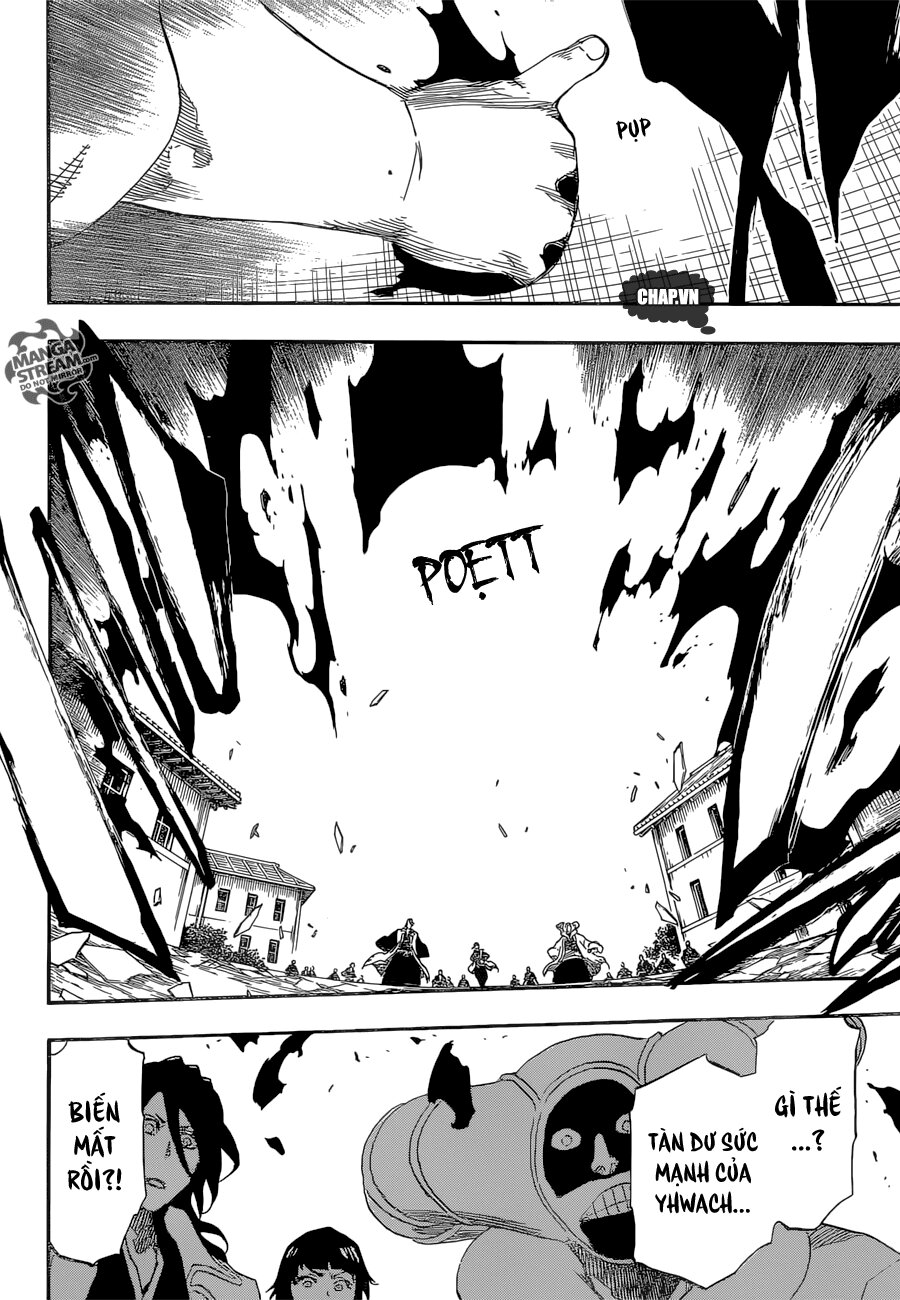 PỤP
CHAP.VN
MANGA
STREAM.com
DO NOT MIRROR
POẸTT
GÌ THẾ
...?
TÀN DƯ SỨC
MẠNH CỦA
YHWACH...
BIẾN
MẤT
RỒI?!